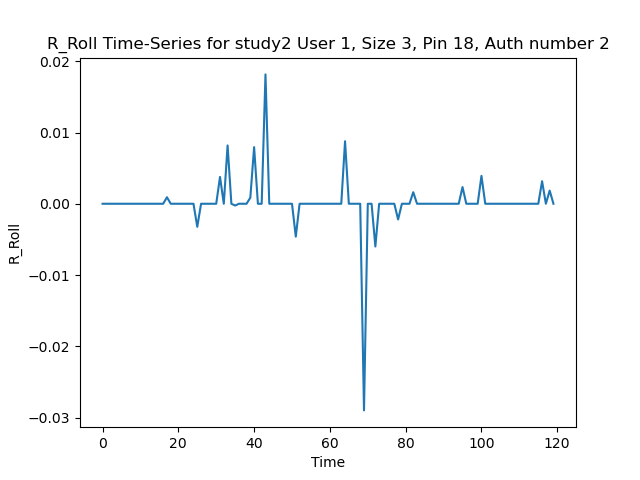 R_Roll Time-Series for study2 User 1, Size 3, Pin 18, Auth number 2
0.02
0.01
0.00
−0.01
−0.02
−0.03
R_Roll
0 20 40 60 80 100 120
Time